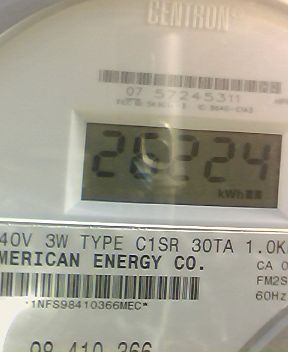 CENTRON
07 57245311
28224
kWh
40V 3W TYPE C1SR 30TA 1.0K
MERICAN ENERGY CO.
CA 0
FM2S
60Hz
*1NFS98410366MEC*
98 410 366